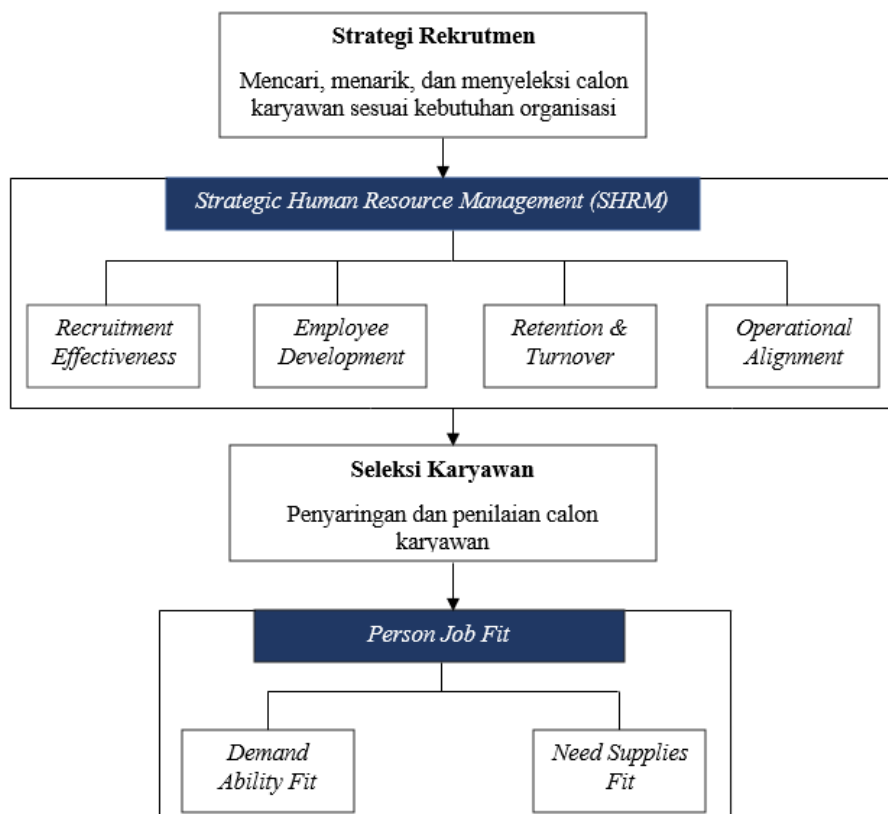 Strategi Rekrutmen
Mencari, menarik, dan menyeleksi calon
karyawan sesuai kebutuhan organisasi
Strategic Human Resource Management (SHRM)
Recruitment
Effectiveness
Employee
Development
Retention &
Turnover
Operational
Alignment
Seleksi Karyawan
Penyaringan dan penilaian calon
karyawan
Person Job Fit
Demand
Ability Fit
Need Supplies
Fit